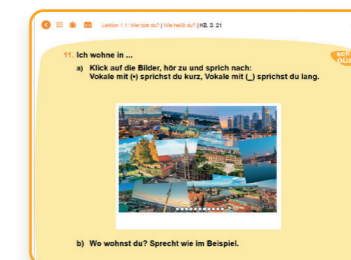 Lektion 1.1: Wer bist du? | Wie heißt du? | KB, S. 21
11. Ich wohne in ...
a) Klick auf die Bilder, hör zu und sprich nach:
Vokale mit (•) sprichst du kurz, Vokale mit (_) sprichst du lang.
b) Wo wohnst du? Sprecht wie im Beispiel.